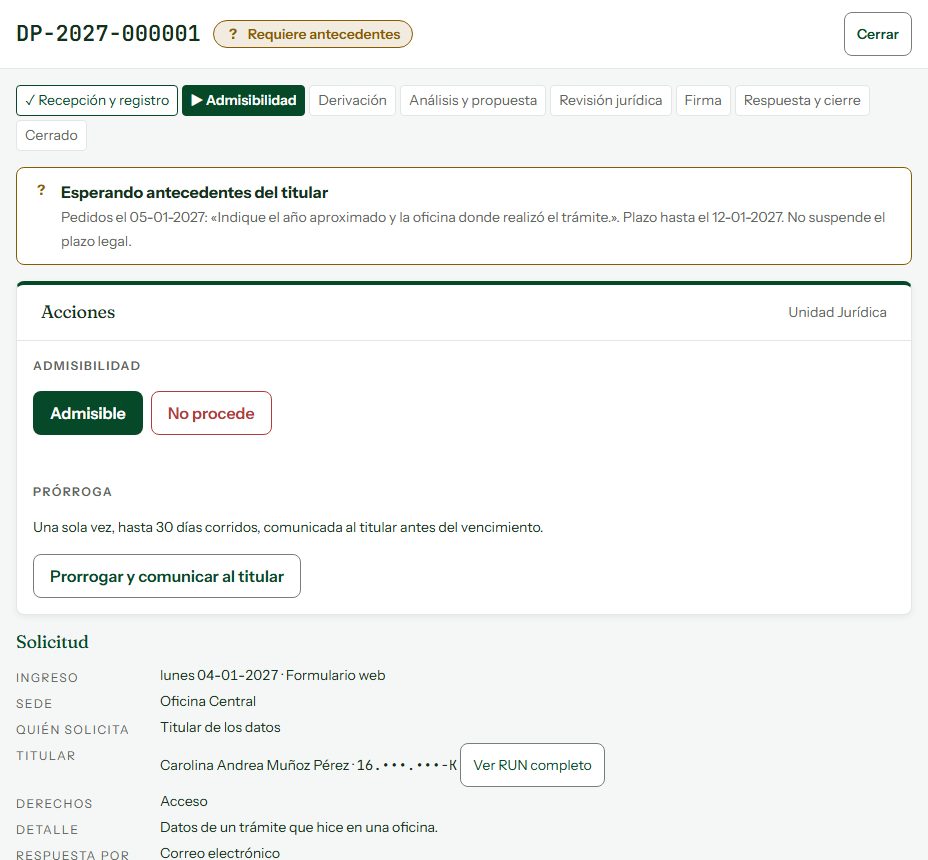 DP-2027-000001
? Requiere antecedentes
Cerrar
✓ Recepción y registro
▶ Admisibilidad
Derivación
Análisis y propuesta
Revisión jurídica
Firma
Respuesta y cierre
Cerrado
? Esperando antecedentes del titular
Pedidos el 05-01-2027: «Indique el año aproximado y la oficina donde realizó el trámite.». Plazo hasta el 12-01-2027. No suspende el
plazo legal.
Acciones
Unidad Jurídica
ADMISIBILIDAD
Admisible
No procede
PRÓRROGA
Una sola vez, hasta 30 días corridos, comunicada al titular antes del vencimiento.
Prorrogar y comunicar al titular
Solicitud
INGRESO lunes 04-01-2027 · Formulario web
SEDE Oficina Central
QUIÉN SOLICITA Titular de los datos
TITULAR Carolina Andrea Muñoz Pérez · 16.•••.•••-K Ver RUN completo
DERECHOS Acceso
DETALLE Datos de un trámite que hice en una oficina.
RESPUESTA POR Correo electrónico